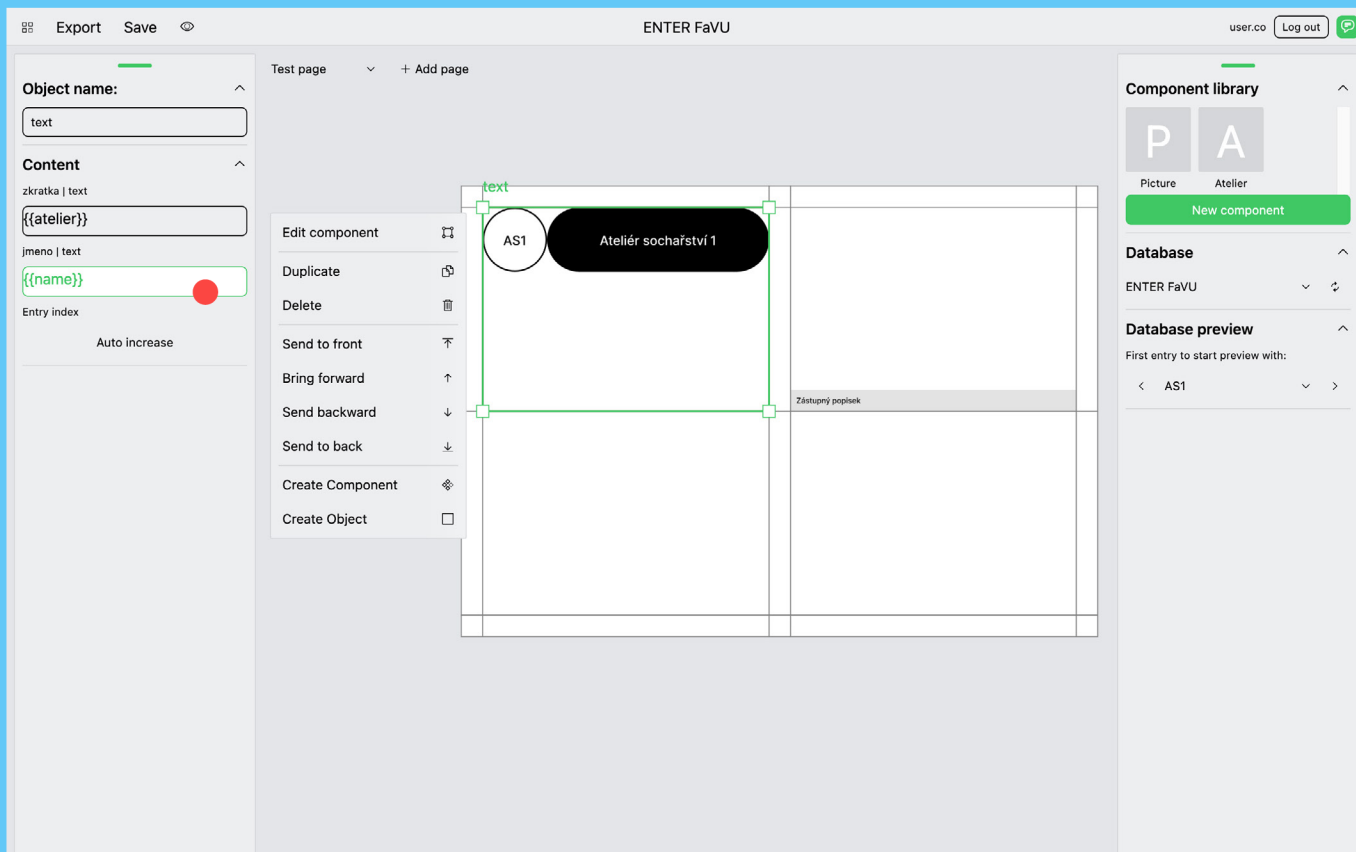 Export Save ENTER FaVU user.co Log out
Object name:
text
Content
zkratka | text
{{atelier}}
jmeno | text
{{name}}
Entry index
Auto increase
Test page + Add page
Edit component
Duplicate
Delete
Send to front
Bring forward
Send backward
Send to back
Create Component
Create Object
text
AS1 Ateliér sochařství 1
Zástupný popisek
Component library
P A
Picture Atelier
New component
Database
ENTER FaVU
Database preview
First entry to start preview with:
AS1